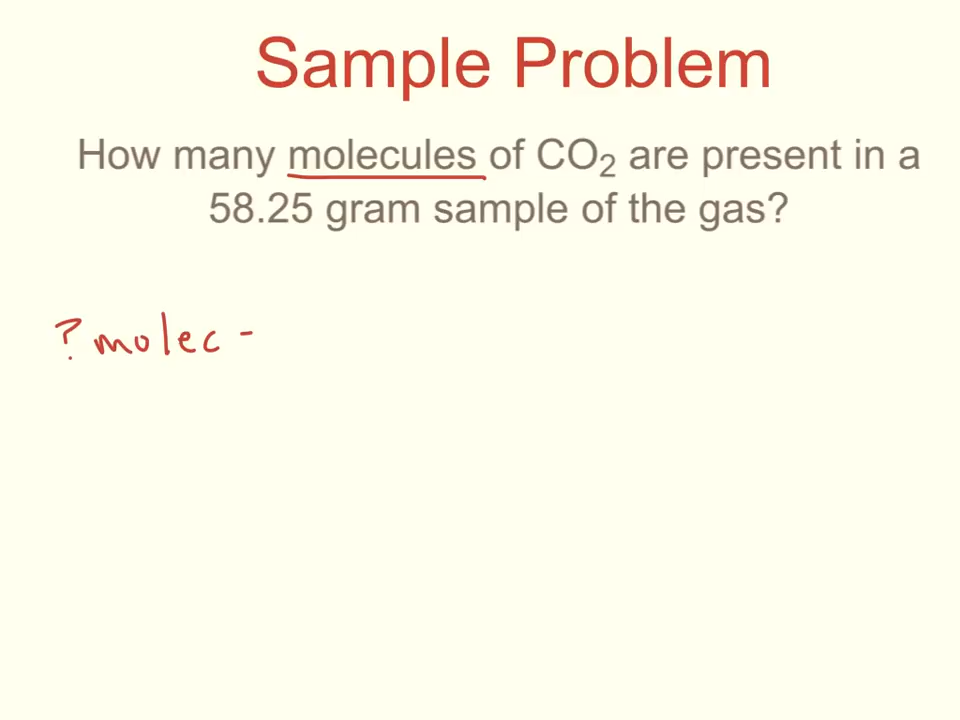 Sample Problem
How many molecules of CO₂ are present in a
58.25 gram sample of the gas?
? molec -